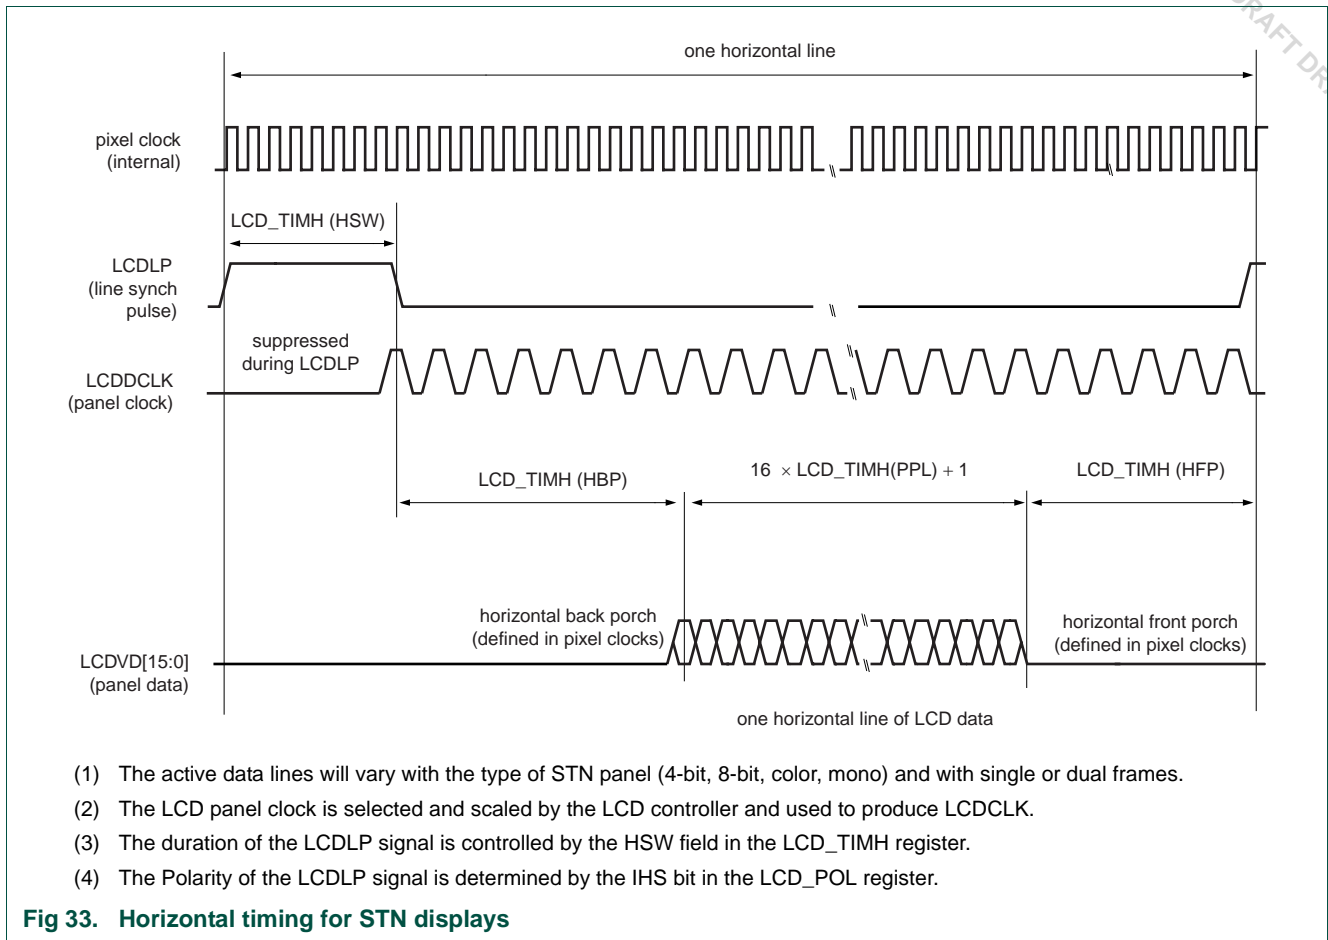 DRAFT DRA
one horizontal line
pixel clock
(internal)
LCD_TIMH (HSW)
LCDLP
(line synch
pulse)
suppressed
during LCDLP
LCDDCLK
(panel clock)
LCD_TIMH (HBP)
16 × LCD_TIMH(PPL) + 1
LCD_TIMH (HFP)
horizontal back porch
(defined in pixel clocks)
horizontal front porch
(defined in pixel clocks)
LCDVD[15:0]
(panel data)
one horizontal line of LCD data
(1) The active data lines will vary with the type of STN panel (4-bit, 8-bit, color, mono) and with single or dual frames.
(2) The LCD panel clock is selected and scaled by the LCD controller and used to produce LCDCLK.
(3) The duration of the LCDLP signal is controlled by the HSW field in the LCD_TIMH register.
(4) The Polarity of the LCDLP signal is determined by the IHS bit in the LCD_POL register.
Fig 33. Horizontal timing for STN displays